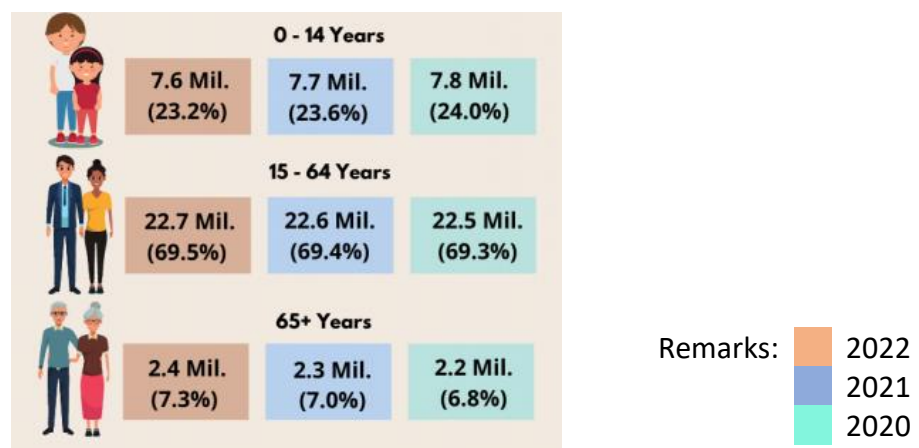 0 - 14 Years
7.6 Mil. 7.7 Mil. 7.8 Mil.
(23.2%) (23.6%) (24.0%)
15 - 64 Years
22.7 Mil. 22.6 Mil. 22.5 Mil.
(69.5%) (69.4%) (69.3%)
65+ Years
2.4 Mil. 2.3 Mil. 2.2 Mil.
(7.3%) (7.0%) (6.8%)
Remarks: 2022
2021
2020